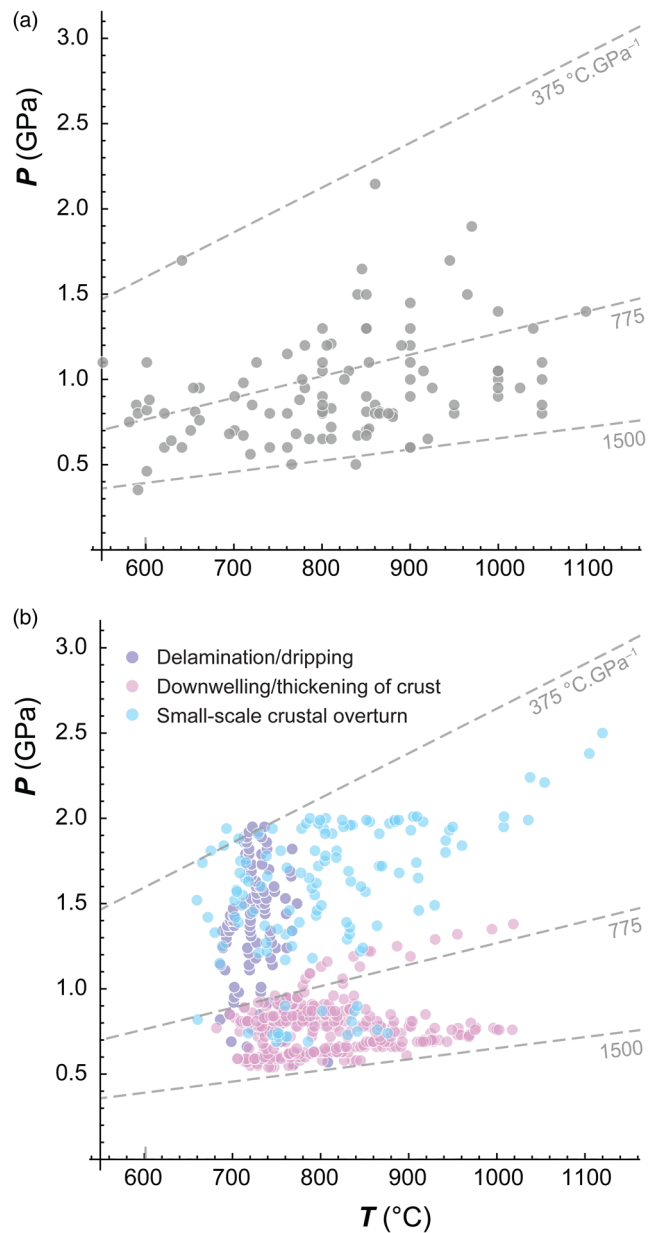 (a)
3.0
2.5
2.0
1.5
1.0
0.5
P (GPa)
375 °C.GPa⁻¹
775
1500
600 700 800 900 1000 1100
(b)
3.0
2.5
2.0
1.5
1.0
0.5
P (GPa)
Delamination/dripping
Downwelling/thickening of crust
Small-scale crustal overturn
375 °C.GPa⁻¹
775
1500
600 700 800 900 1000 1100
T (°C)